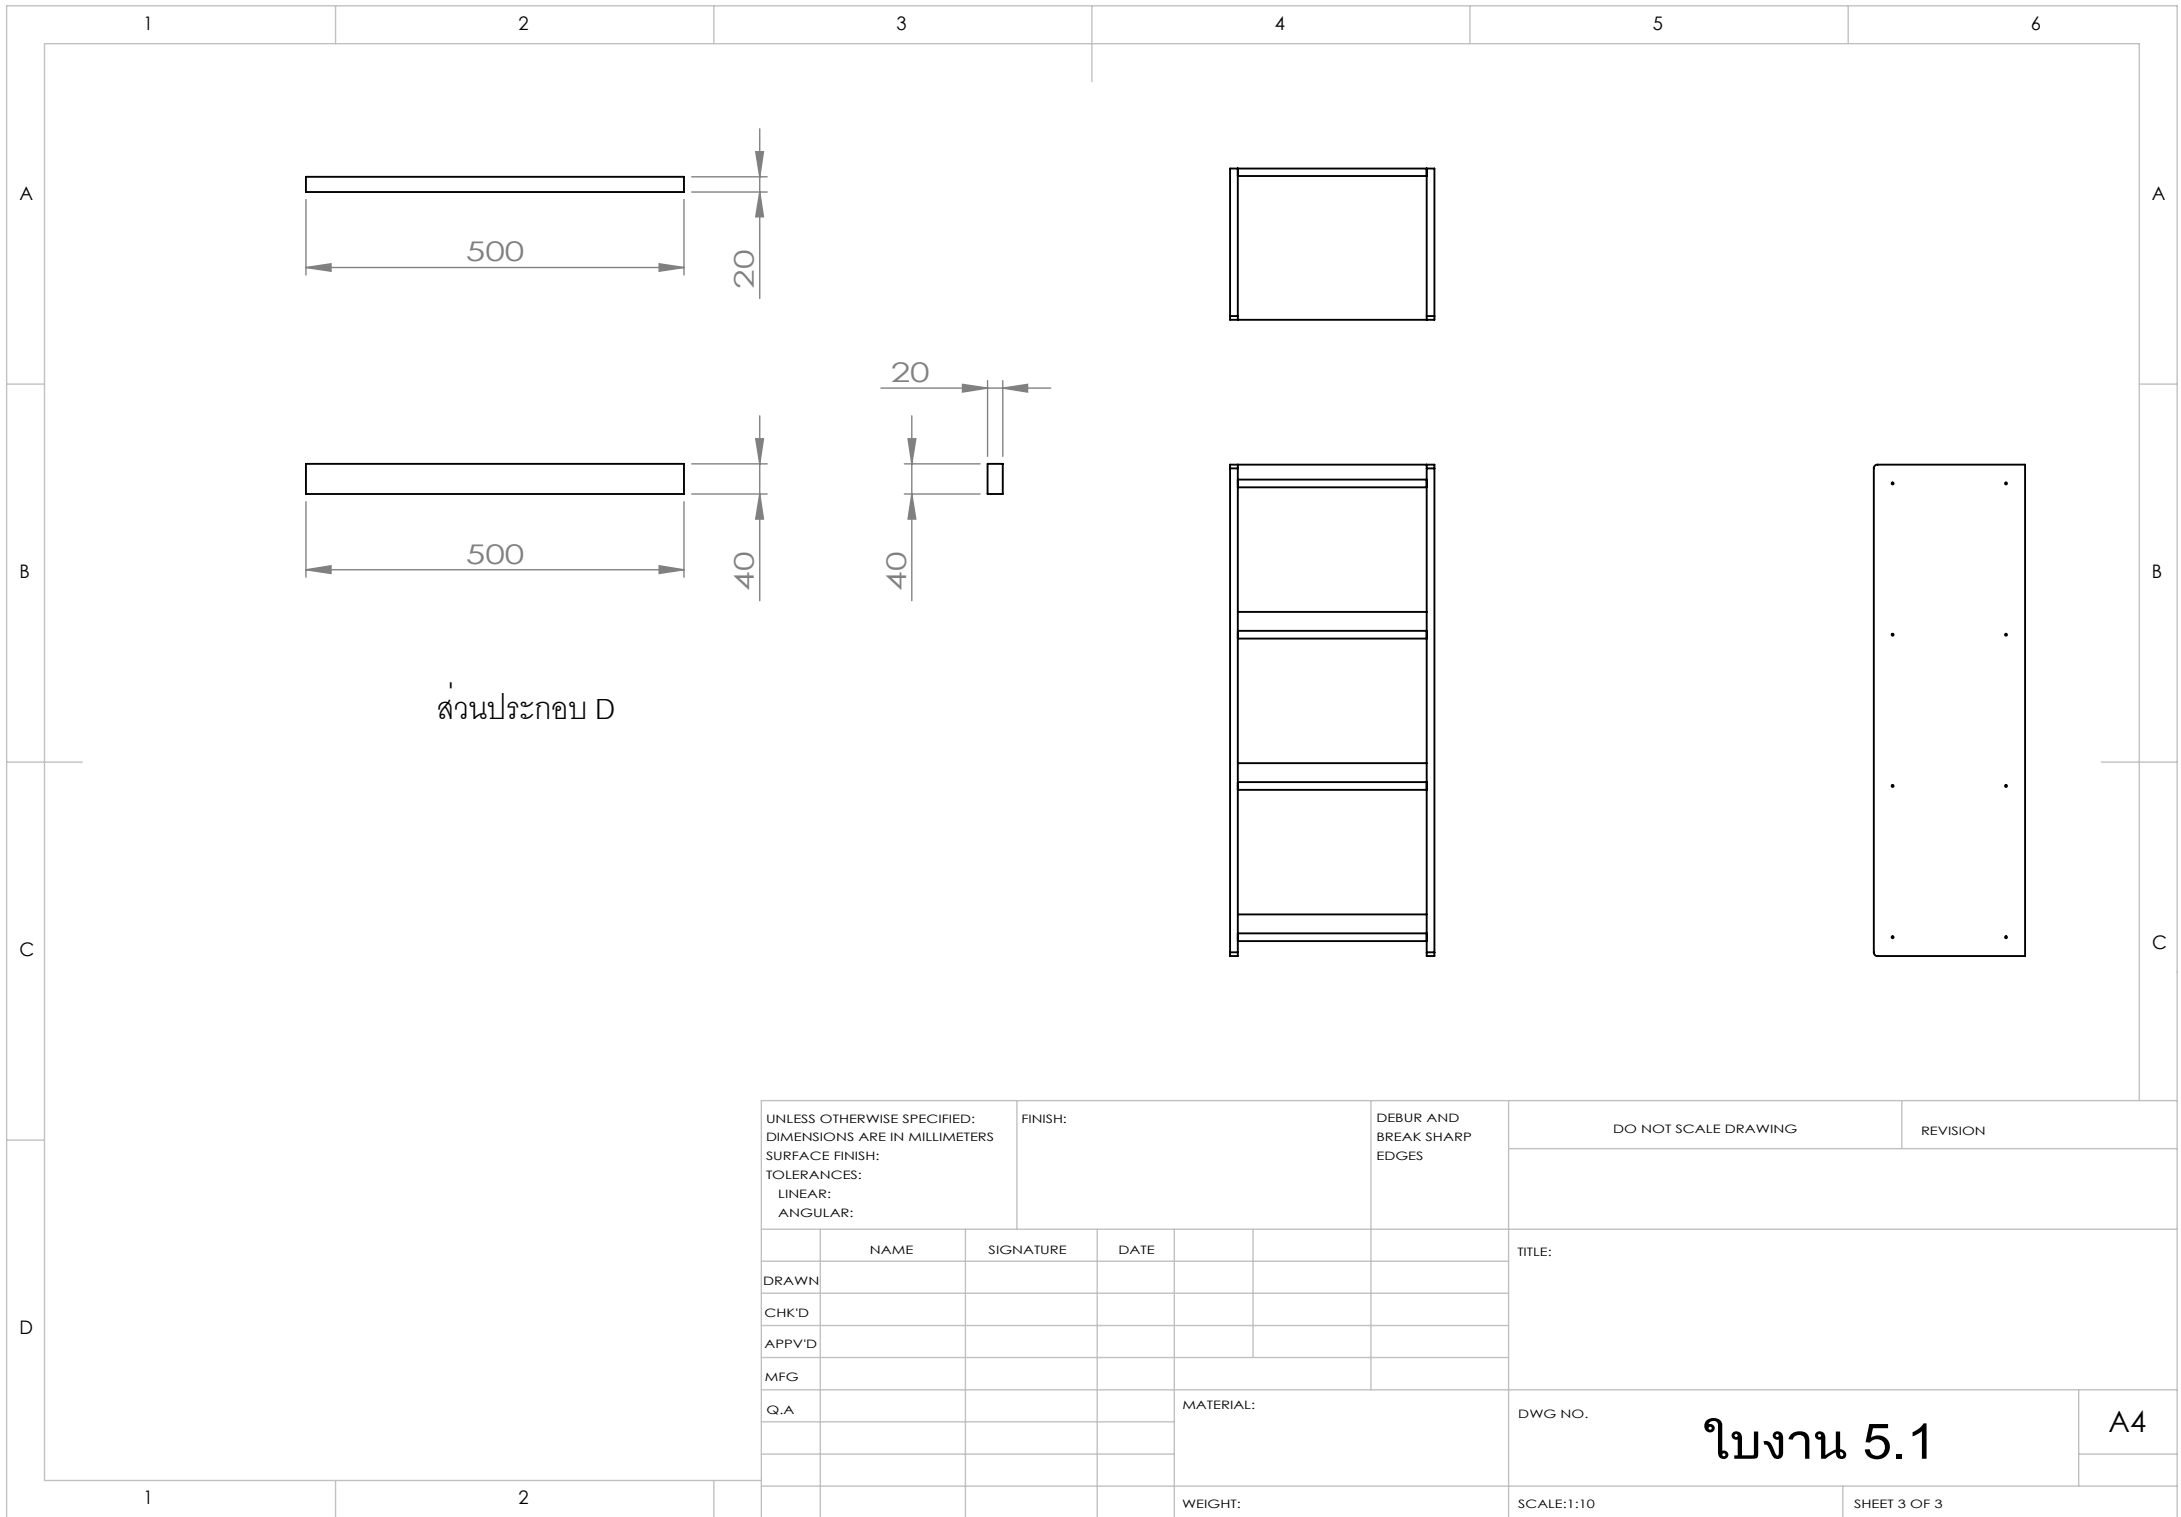 1 2 3 4 5 6
A A
500
20
20
40
500
40
B B
ส่วนประกอบ D
C C
D
UNLESS OTHERWISE SPECIFIED:
DIMENSIONS ARE IN MILLIMETERS
SURFACE FINISH:
TOLERANCES:
LINEAR:
ANGULAR:
FINISH:
DEBUR AND
BREAK SHARP
EDGES
DO NOT SCALE DRAWING
REVISION
NAME SIGNATURE DATE
DRAWN
CHK'D
APPV'D
MFG
Q.A
TITLE:
MATERIAL:
DWG NO.
ใบงาน 5.1
A4
WEIGHT:
SCALE:1:10
SHEET 3 OF 3
1 2